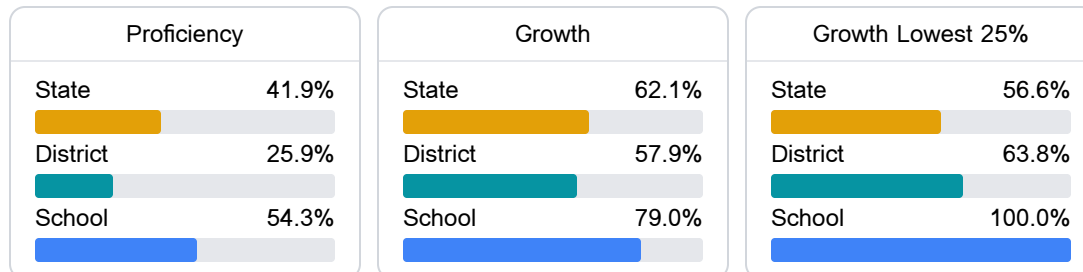 Proficiency
State 41.9%
District 25.9%
School 54.3%
Growth
State 62.1%
District 57.9%
School 79.0%
Growth Lowest 25%
State 56.6%
District 63.8%
School 100.0%